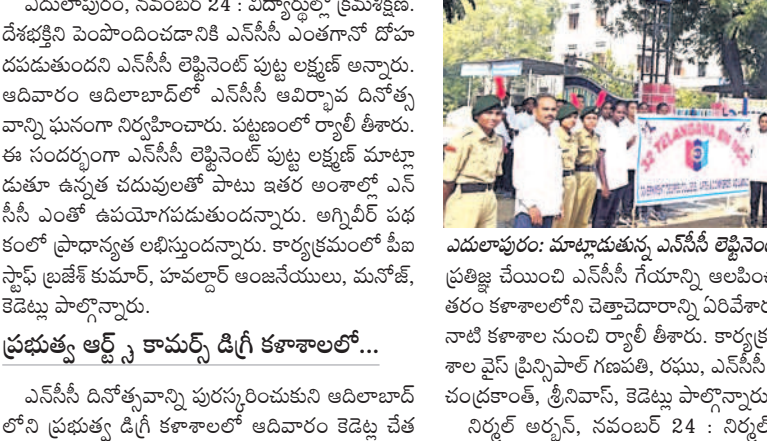 ఎదులాపురం, నవంబర్ 24 : విద్యార్థుల్లో క్రమశిక్షణ.
దేశభక్తిని పెంపొందించడానికి ఎన్‌సీసీ ఎంతగానో దోహ
దపడుతుందని ఎన్‌సీసీ లెఫ్టినెంట్ పుట్ట లక్ష్మణ్ అన్నారు.
ఆదివారం ఆదిలాబాద్‌లో ఎన్‌సీసీ ఆవిర్భావ దినోత్స
వాన్ని ఘనంగా నిర్వహించారు. పట్టణంలో ర్యాలీ తీశారు.
ఈ సందర్భంగా ఎన్‌సీసీ లెఫ్టినెంట్ పుట్ట లక్ష్మణ్ మాట్లా
డుతూ ఉన్నత చదువులతో పాటు ఇతర అంశాల్లో ఎన్
సీసీ ఎంతో ఉపయోగపడుతుందన్నారు. అగ్నివీర్ పథ
కంలో ప్రాధాన్యత లభిస్తుందన్నారు. కార్యక్రమంలో పీఐ
స్టాఫ్ బ్రజేశ్ కుమార్, హవల్దార్ ఆంజనేయులు, మనోజ్,
కెడెట్లు పాల్గొన్నారు.
ప్రభుత్వ ఆర్ట్స్, కామర్స్ డిగ్రీ కళాశాలలో...
ఎన్‌సీసీ దినోత్సవాన్ని పురస్కరించుకుని ఆదిలాబాద్
లోని ప్రభుత్వ డిగ్రీ కళాశాలలో ఆదివారం కెడెట్ల చేత
32 TELANGANA BN NCC
ఎదులాపురం: మాట్లాడుతున్న ఎన్‌సీసీ లెఫ్టినెం
ప్రతిజ్ఞ చేయించి ఎన్‌సీసీ గేయాన్ని ఆలపించ
తరం కళాశాలలోని చెత్తాచెదారాన్ని ఏరివేశార
నాటి కళాశాల నుంచి ర్యాలీ తీశారు. కార్యక్ర
శాల వైస్ ప్రిన్సిపాల్ గణపతి, రఘు, ఎన్‌సీసీ
చంద్రకాంత్, శ్రీనివాస్, కెడెట్లు పాల్గొన్నారు
నిర్మల్ అర్బన్, నవంబర్ 24 : నిర్మల్